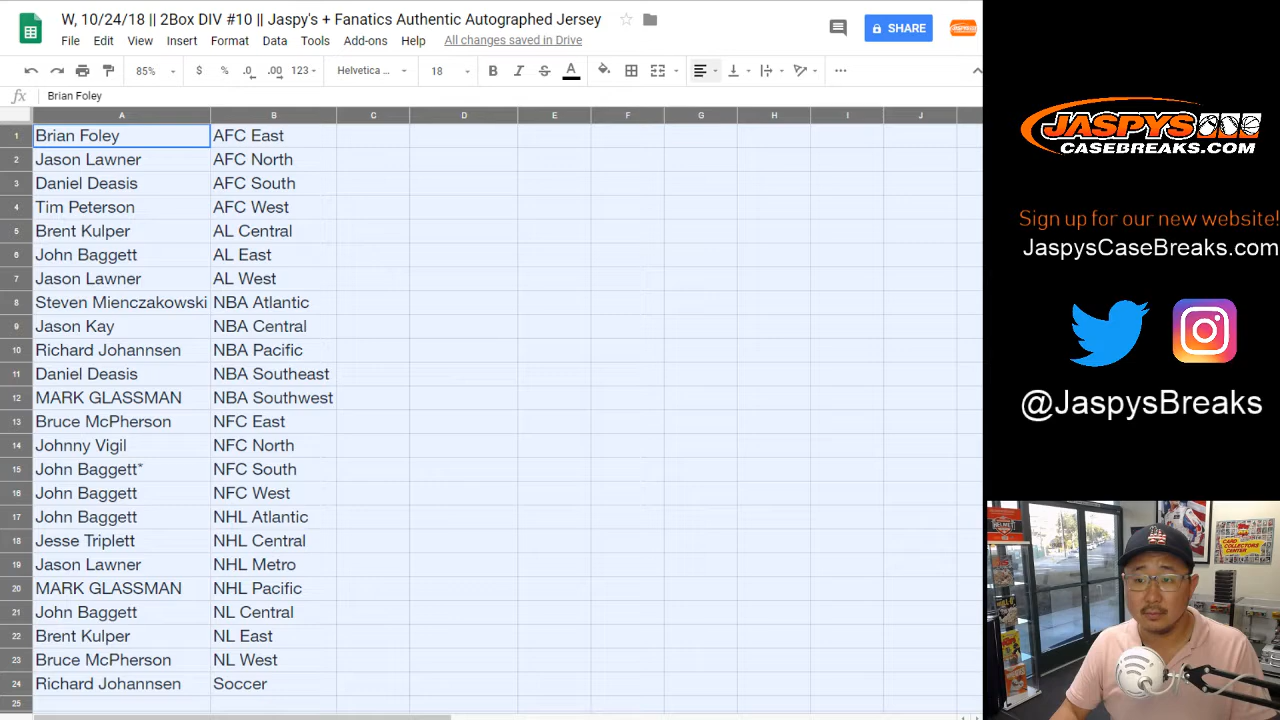 W, 10/24/18 || 2Box DIV #10 || Jaspy's + Fanatics Authentic Autographed Jersey
File Edit View Insert Format Data Tools Add-ons Help All changes saved in Drive
SHARE
85% $ % .0 .00 123 Helvetica ... 18 B I S A
fx Brian Foley
A B C D E F G H I J
1 Brian Foley AFC East
2 Jason Lawner AFC North
3 Daniel Deasis AFC South
4 Tim Peterson AFC West
5 Brent Kulper AL Central
6 John Baggett AL East
7 Jason Lawner AL West
8 Steven Mienczakowski NBA Atlantic
9 Jason Kay NBA Central
10 Richard Johannsen NBA Pacific
11 Daniel Deasis NBA Southeast
12 MARK GLASSMAN NBA Southwest
13 Bruce McPherson NFC East
14 Johnny Vigil NFC North
15 John Baggett* NFC South
16 John Baggett NFC West
17 John Baggett NHL Atlantic
18 Jesse Triplett NHL Central
19 Jason Lawner NHL Metro
20 MARK GLASSMAN NHL Pacific
21 John Baggett NL Central
22 Brent Kulper NL East
23 Bruce McPherson NL West
24 Richard Johannsen Soccer
25
JASPYS
CASEBREAKS.COM
Sign up for our new website!
JaspysCaseBreaks.com
@JaspysBreaks
CARD
COLLECTORS
CENTER